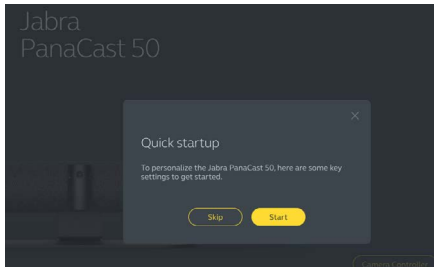 Jabra
PanaCast 50
Quick startup
To personalize the Jabra PanaCast 50, here are some key
settings to get started.
Skip
Start
Camera Controller